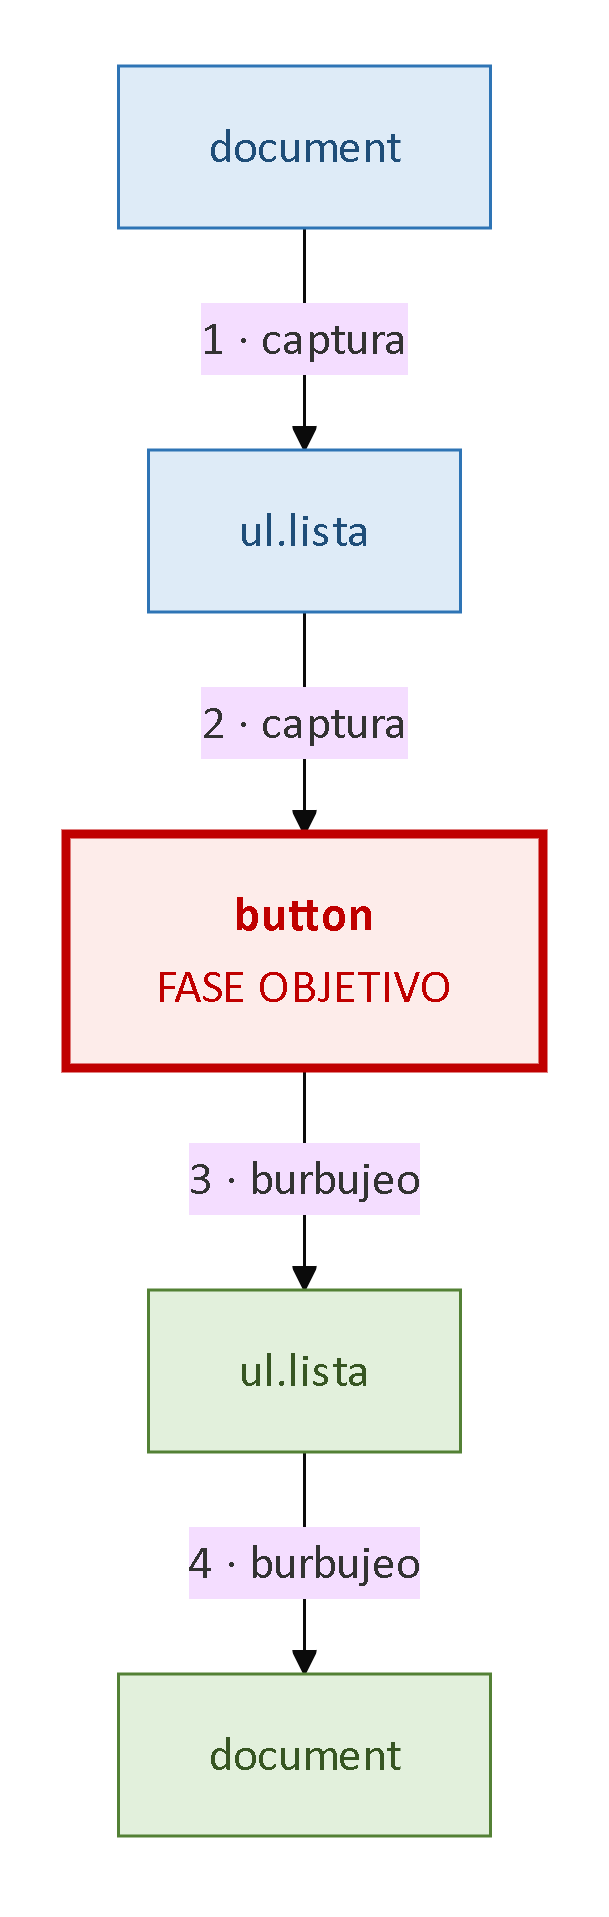 document
1 · captura
ul.lista
2 · captura
button
FASE OBJETIVO
3 · burbujeo
ul.lista
4 · burbujeo
document